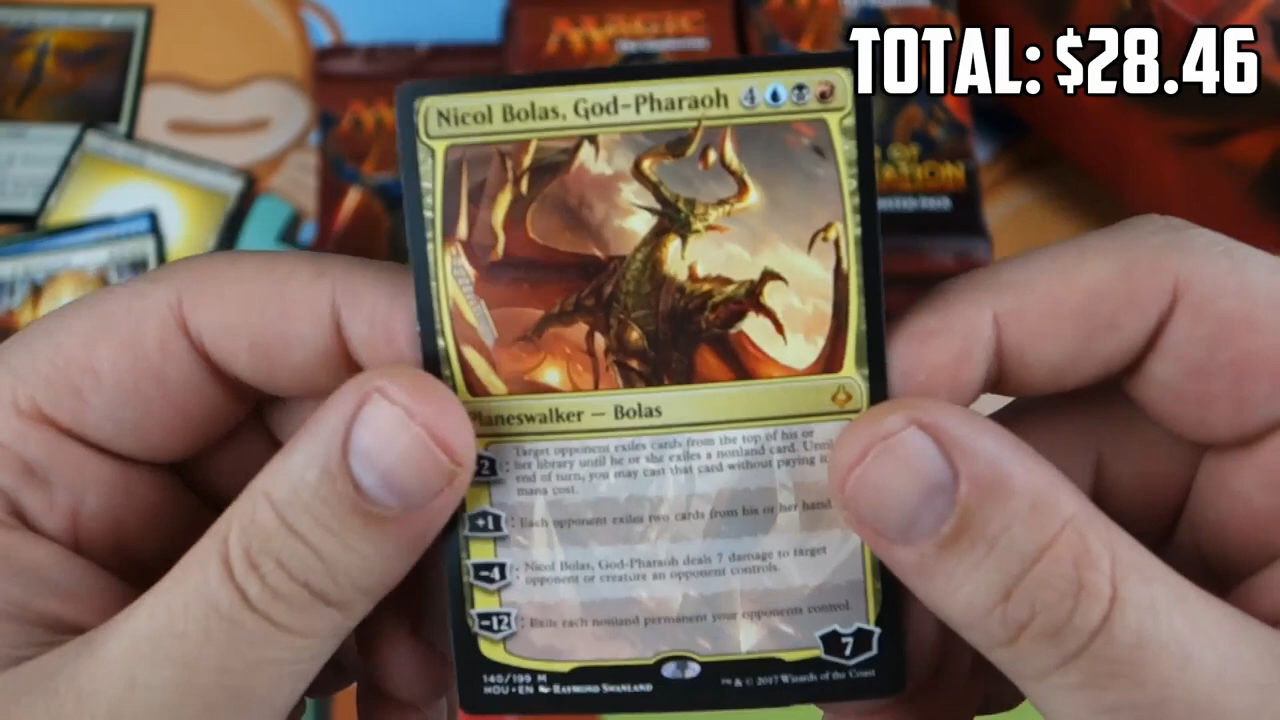 TOTAL: $28.46
MAGIC
Nicol Bolas, God-Pharaoh 4
OF
Planeswalker — Bolas
Target opponent exiles cards from the top of his or
her library until he or she exiles a nonland card. Until
end of turn, you may cast that card without paying
mana cost.
+1 : Each opponent exiles two cards from his or her hand
-4 : Nicol Bolas, God-Pharaoh deals 7 damage to target
opponent or creature an opponent controls.
-12 : Exile each nonland permanent your opponents control.
7
140/199 M
HOU • EN Raymond Swanland
™ & © 2017 Wizards of the Coast